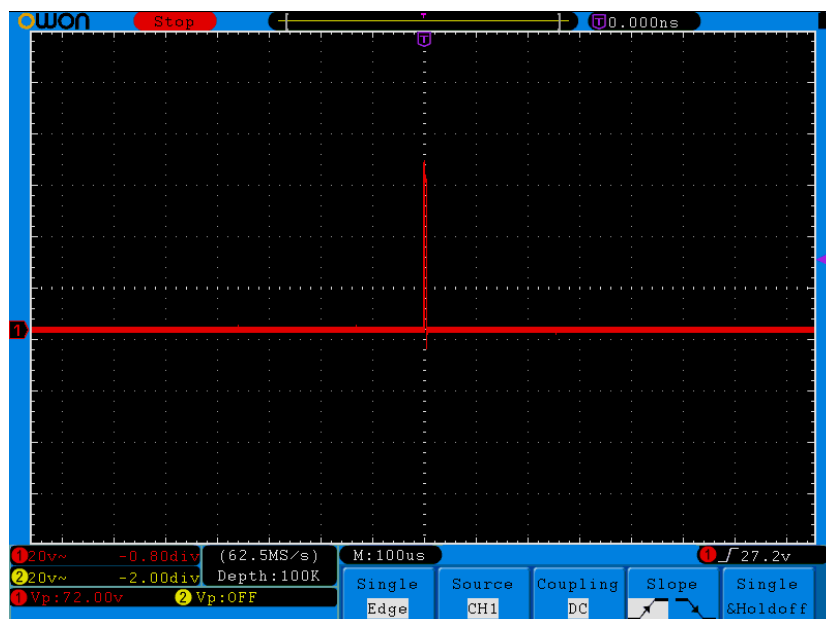 owon Stop T 0.000ns
T
1
1 20v~ -0.80div (62.5MS/s) M:100us 1 27.2v
2 20v~ -2.00div Depth:100K
1 Vp:72.00v 2 Vp:OFF
Single Source Coupling Slope Single
Edge CH1 DC &Holdoff